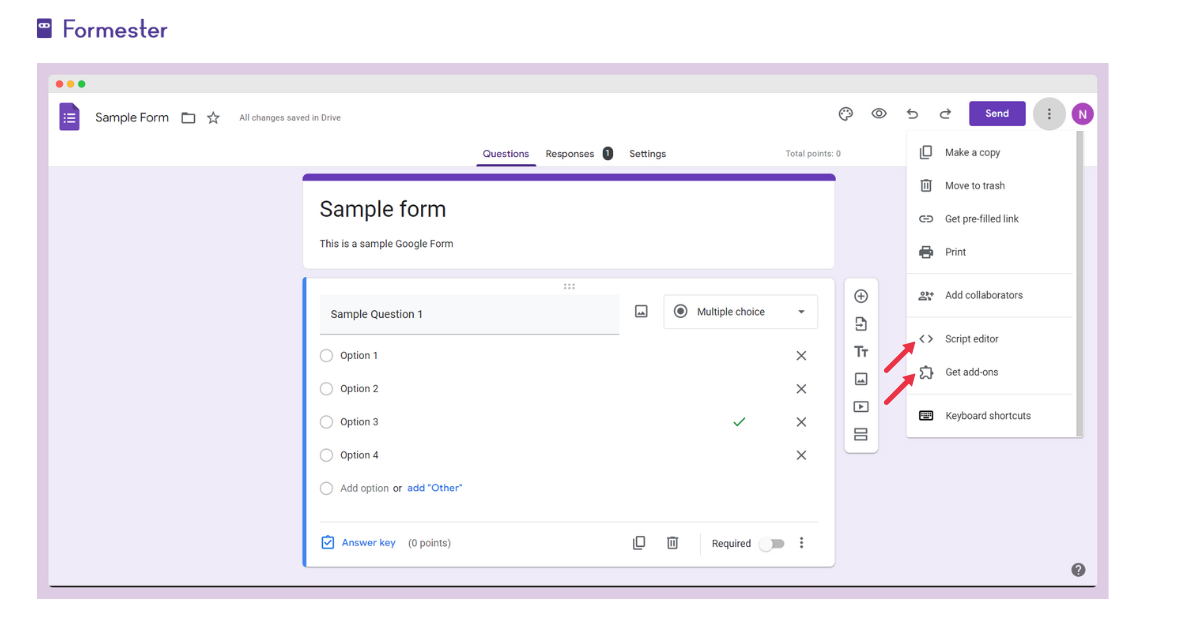 Formester
Sample Form
All changes saved in Drive
Send
N
Questions Responses 1 Settings
Total points: 0
Sample form
This is a sample Google Form
Sample Question 1
Multiple choice
Option 1
Option 2
Option 3
Option 4
Add option or add "Other"
Answer key (0 points)
Required
Tт
Make a copy
Move to trash
Get pre-filled link
Print
Add collaborators
Script editor
Get add-ons
Keyboard shortcuts
?